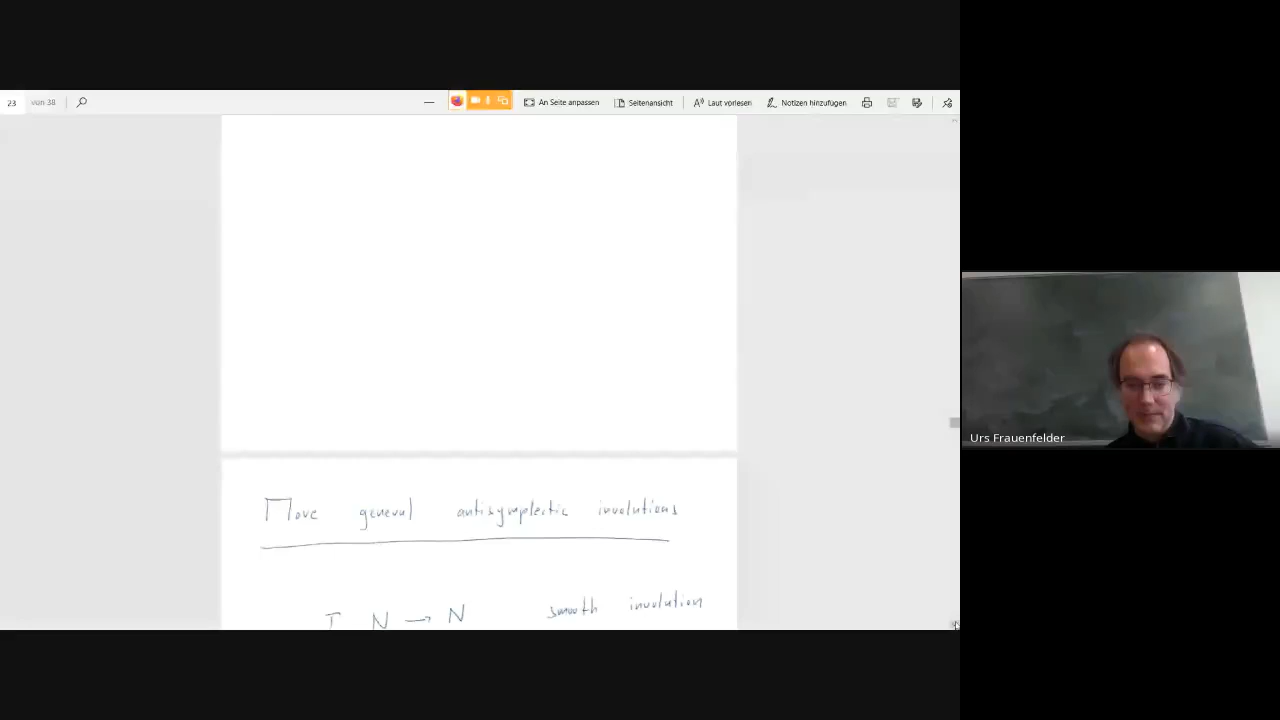 23 von 38 An Seite anpassen Seitenansicht Laut vorlesen Notizen hinzufügen
More general antisymplectic involutions
I N → N smooth involution
Urs Frauenfelder